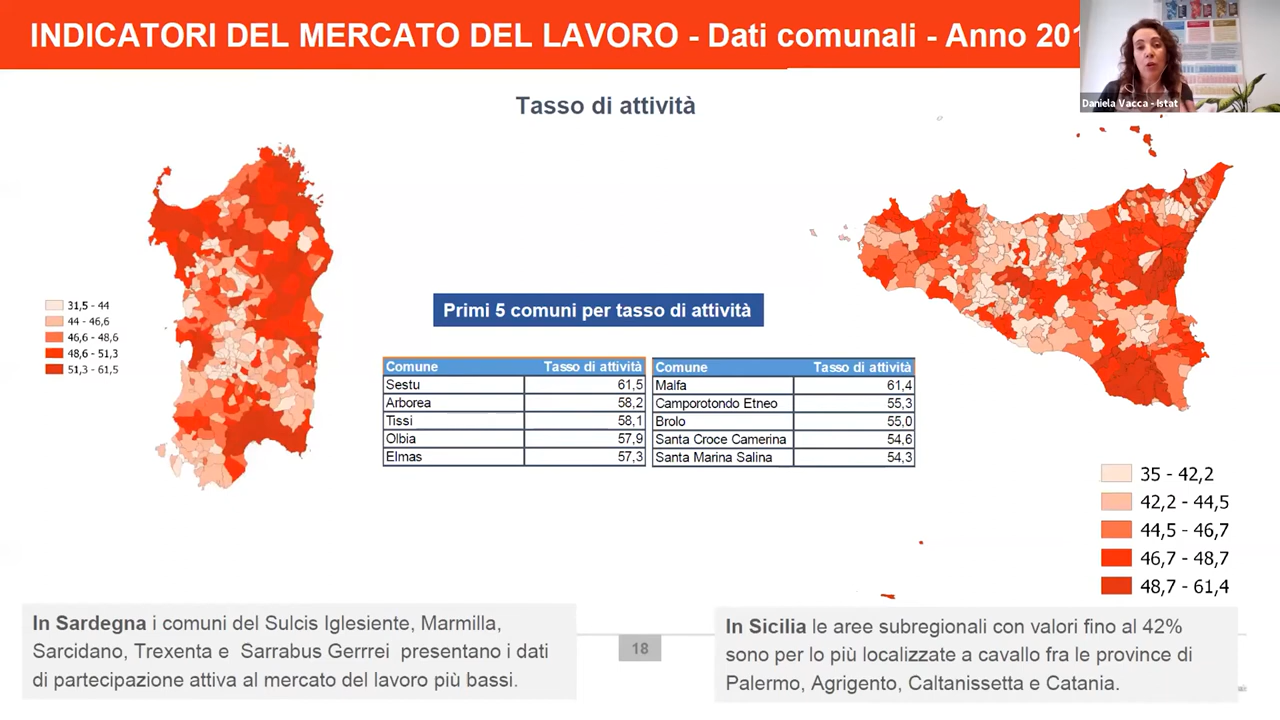 INDICATORI DEL MERCATO DEL LAVORO - Dati comunali - Anno 201
Daniela Vacca - Istat
Tasso di attività
31,5 - 44
44 - 46,6
46,6 - 48,6
48,6 - 51,3
51,3 - 61,5
Primi 5 comuni per tasso di attività
Comune Tasso di attività
Sestu 61,5
Arborea 58,2
Tissi 58,1
Olbia 57,9
Elmas 57,3
Comune Tasso di attività
Malfa 61,4
Camporotondo Etneo 55,3
Brolo 55,0
Santa Croce Camerina 54,6
Santa Marina Salina 54,3
35 - 42,2
42,2 - 44,5
44,5 - 46,7
46,7 - 48,7
48,7 - 61,4
In Sardegna i comuni del Sulcis Iglesiente, Marmilla,
Sarcidano, Trexenta e Sarrabus Gerrrei presentano i dati
di partecipazione attiva al mercato del lavoro più bassi.
18
In Sicilia le aree subregionali con valori fino al 42%
sono per lo più localizzate a cavallo fra le province di
Palermo, Agrigento, Caltanissetta e Catania.